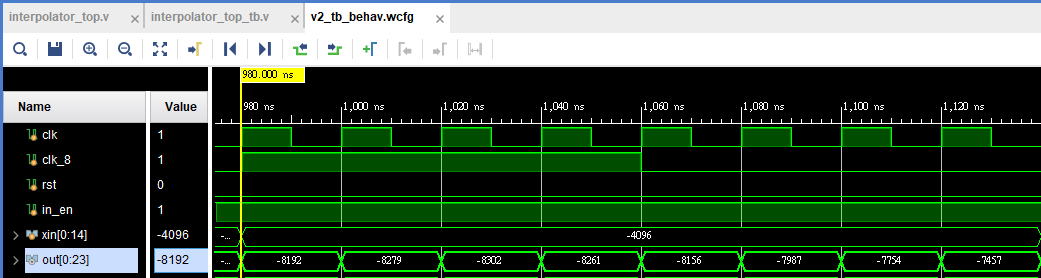 interpolator_top.v × interpolator_top_tb.v × v2_tb_behav.wcfg ×
980.000 ns
Name Value 980 ns 1,000 ns 1,020 ns 1,040 ns 1,060 ns 1,080 ns 1,100 ns 1,120 ns
clk 1
clk_8 1
rst 0
in_en 1
xin[0:14] -4096 -... -4096
out[0:23] -8192 -... -8192 -8279 -8302 -8261 -8156 -7987 -7754 -7457